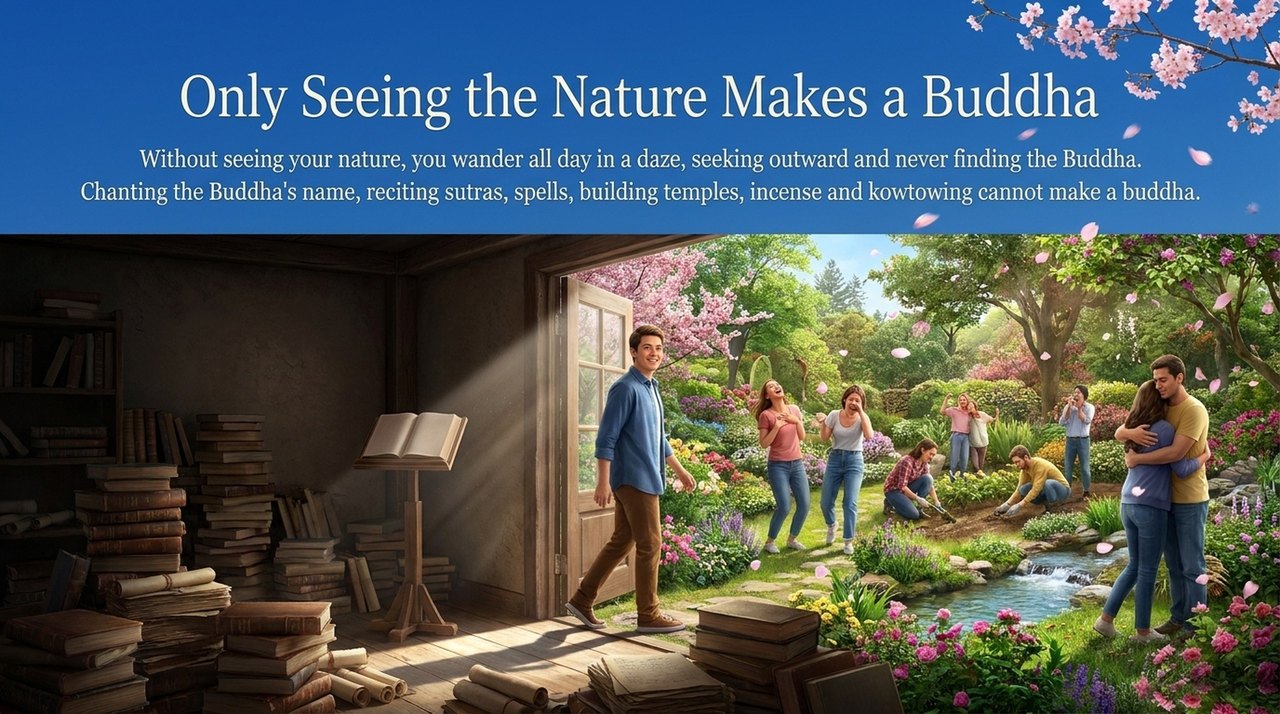 Only Seeing the Nature Makes a Buddha
Without seeing your nature, you wander all day in a daze, seeking outward and never finding the Buddha.
Chanting the Buddha's name, reciting sutras, spells, building temples, incense and kowtowing cannot make a buddha.